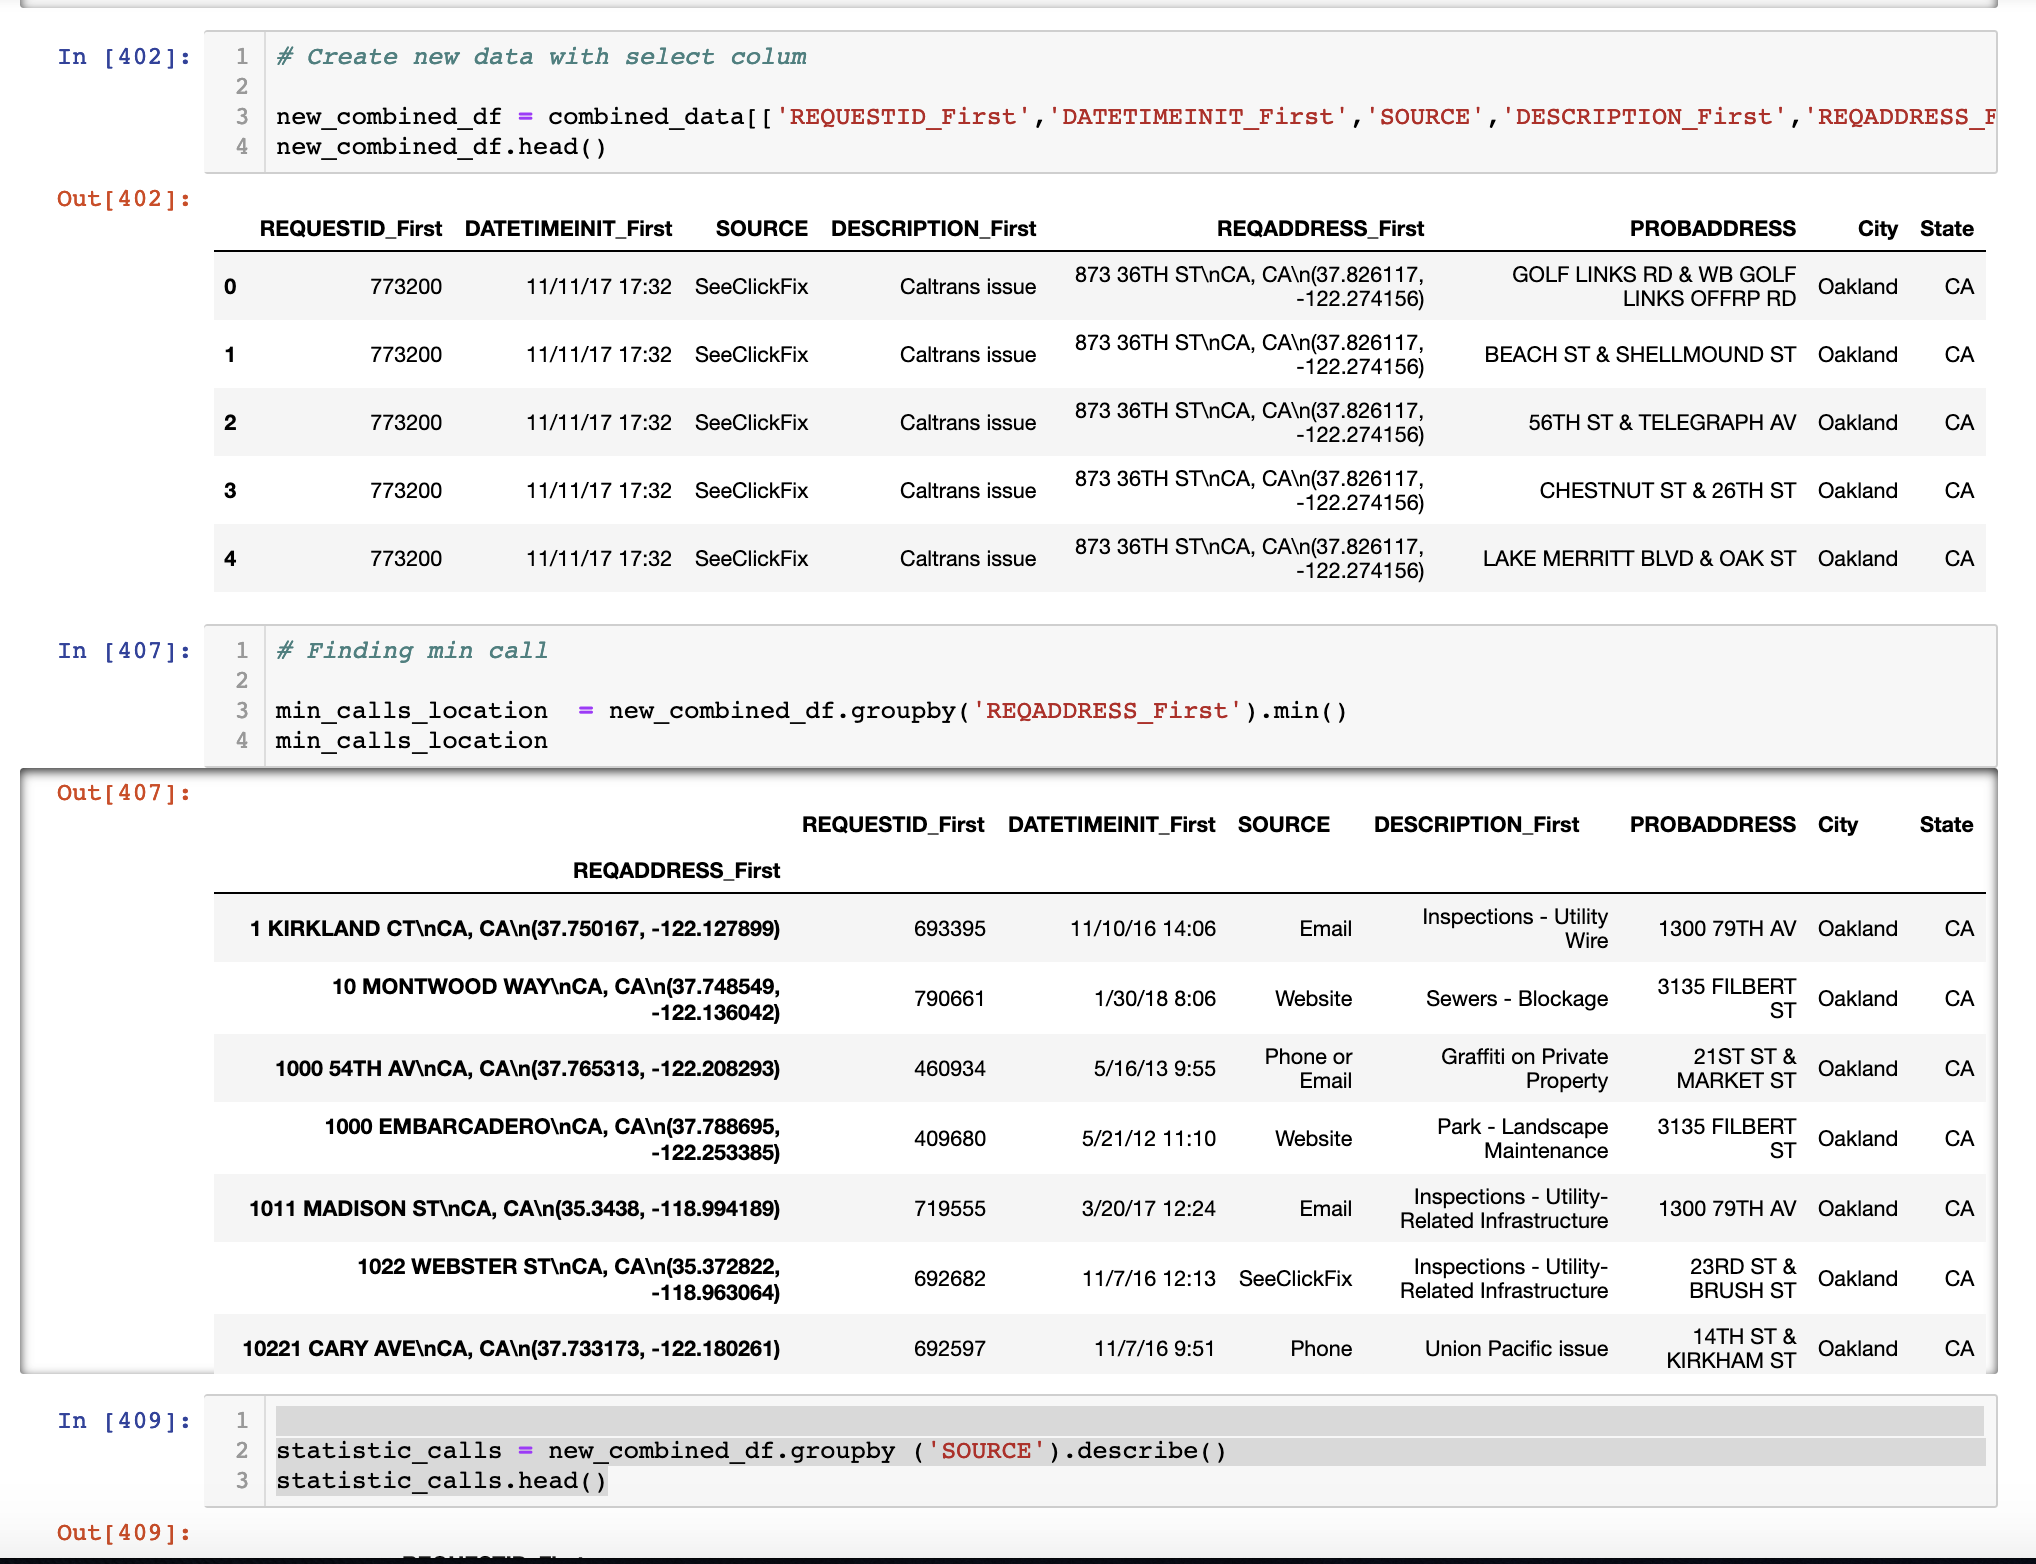 In [402]:
1 # Create new data with select colum
2
3 new_combined_df = combined_data[['REQUESTID_First','DATETIMEINIT_First','SOURCE','DESCRIPTION_First','REQADDRESS_F
4 new_combined_df.head()
Out[402]:
REQUESTID_First DATETIMEINIT_First SOURCE DESCRIPTION_First REQADDRESS_First PROBADDRESS City State
0 773200 11/11/17 17:32 SeeClickFix Caltrans issue 873 36TH ST\nCA, CA\n(37.826117, -122.274156) GOLF LINKS RD & WB GOLF LINKS OFFRP RD Oakland CA
1 773200 11/11/17 17:32 SeeClickFix Caltrans issue 873 36TH ST\nCA, CA\n(37.826117, -122.274156) BEACH ST & SHELLMOUND ST Oakland CA
2 773200 11/11/17 17:32 SeeClickFix Caltrans issue 873 36TH ST\nCA, CA\n(37.826117, -122.274156) 56TH ST & TELEGRAPH AV Oakland CA
3 773200 11/11/17 17:32 SeeClickFix Caltrans issue 873 36TH ST\nCA, CA\n(37.826117, -122.274156) CHESTNUT ST & 26TH ST Oakland CA
4 773200 11/11/17 17:32 SeeClickFix Caltrans issue 873 36TH ST\nCA, CA\n(37.826117, -122.274156) LAKE MERRITT BLVD & OAK ST Oakland CA
In [407]:
1 # Finding min call
2
3 min_calls_location = new_combined_df.groupby('REQADDRESS_First').min()
4 min_calls_location
Out[407]:
REQUESTID_First DATETIMEINIT_First SOURCE DESCRIPTION_First PROBADDRESS City State
REQADDRESS_First
1 KIRKLAND CT\nCA, CA\n(37.750167, -122.127899) 693395 11/10/16 14:06 Email Inspections - Utility Wire 1300 79TH AV Oakland CA
10 MONTWOOD WAY\nCA, CA\n(37.748549, -122.136042) 790661 1/30/18 8:06 Website Sewers - Blockage 3135 FILBERT ST Oakland CA
1000 54TH AV\nCA, CA\n(37.765313, -122.208293) 460934 5/16/13 9:55 Phone or Email Graffiti on Private Property 21ST ST & MARKET ST Oakland CA
1000 EMBARCADERO\nCA, CA\n(37.788695, -122.253385) 409680 5/21/12 11:10 Website Park - Landscape Maintenance 3135 FILBERT ST Oakland CA
1011 MADISON ST\nCA, CA\n(35.3438, -118.994189) 719555 3/20/17 12:24 Email Inspections - Utility-Related Infrastructure 1300 79TH AV Oakland CA
1022 WEBSTER ST\nCA, CA\n(35.372822, -118.963064) 692682 11/7/16 12:13 SeeClickFix Inspections - Utility-Related Infrastructure 23RD ST & BRUSH ST Oakland CA
10221 CARY AVE\nCA, CA\n(37.733173, -122.180261) 692597 11/7/16 9:51 Phone Union Pacific issue 14TH ST & KIRKHAM ST Oakland CA
In [409]:
1
2 statistic_calls = new_combined_df.groupby ('SOURCE').describe()
3 statistic_calls.head()
Out[409]: